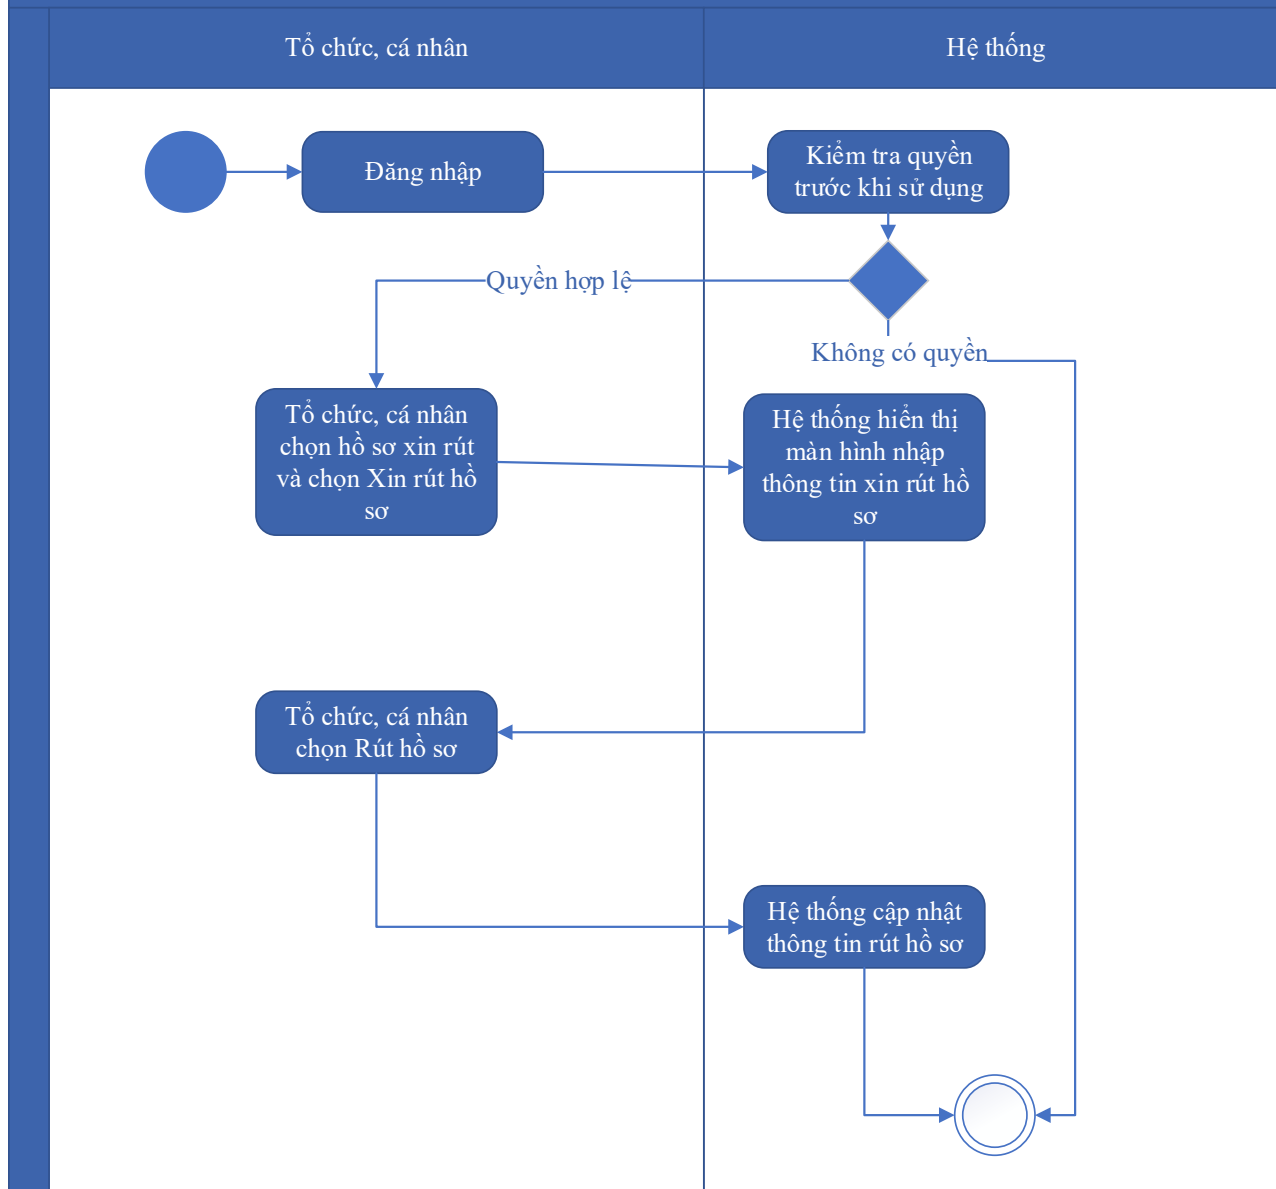 Tổ chức, cá nhân
Hệ thống
Đăng nhập
Kiểm tra quyền
trước khi sử dụng
Quyền hợp lệ
Không có quyền
Tổ chức, cá nhân
chọn hồ sơ xin rút
và chọn Xin rút hồ
sơ
Hệ thống hiển thị
màn hình nhập
thông tin xin rút hồ
sơ
Tổ chức, cá nhân
chọn Rút hồ sơ
Hệ thống cập nhật
thông tin rút hồ sơ